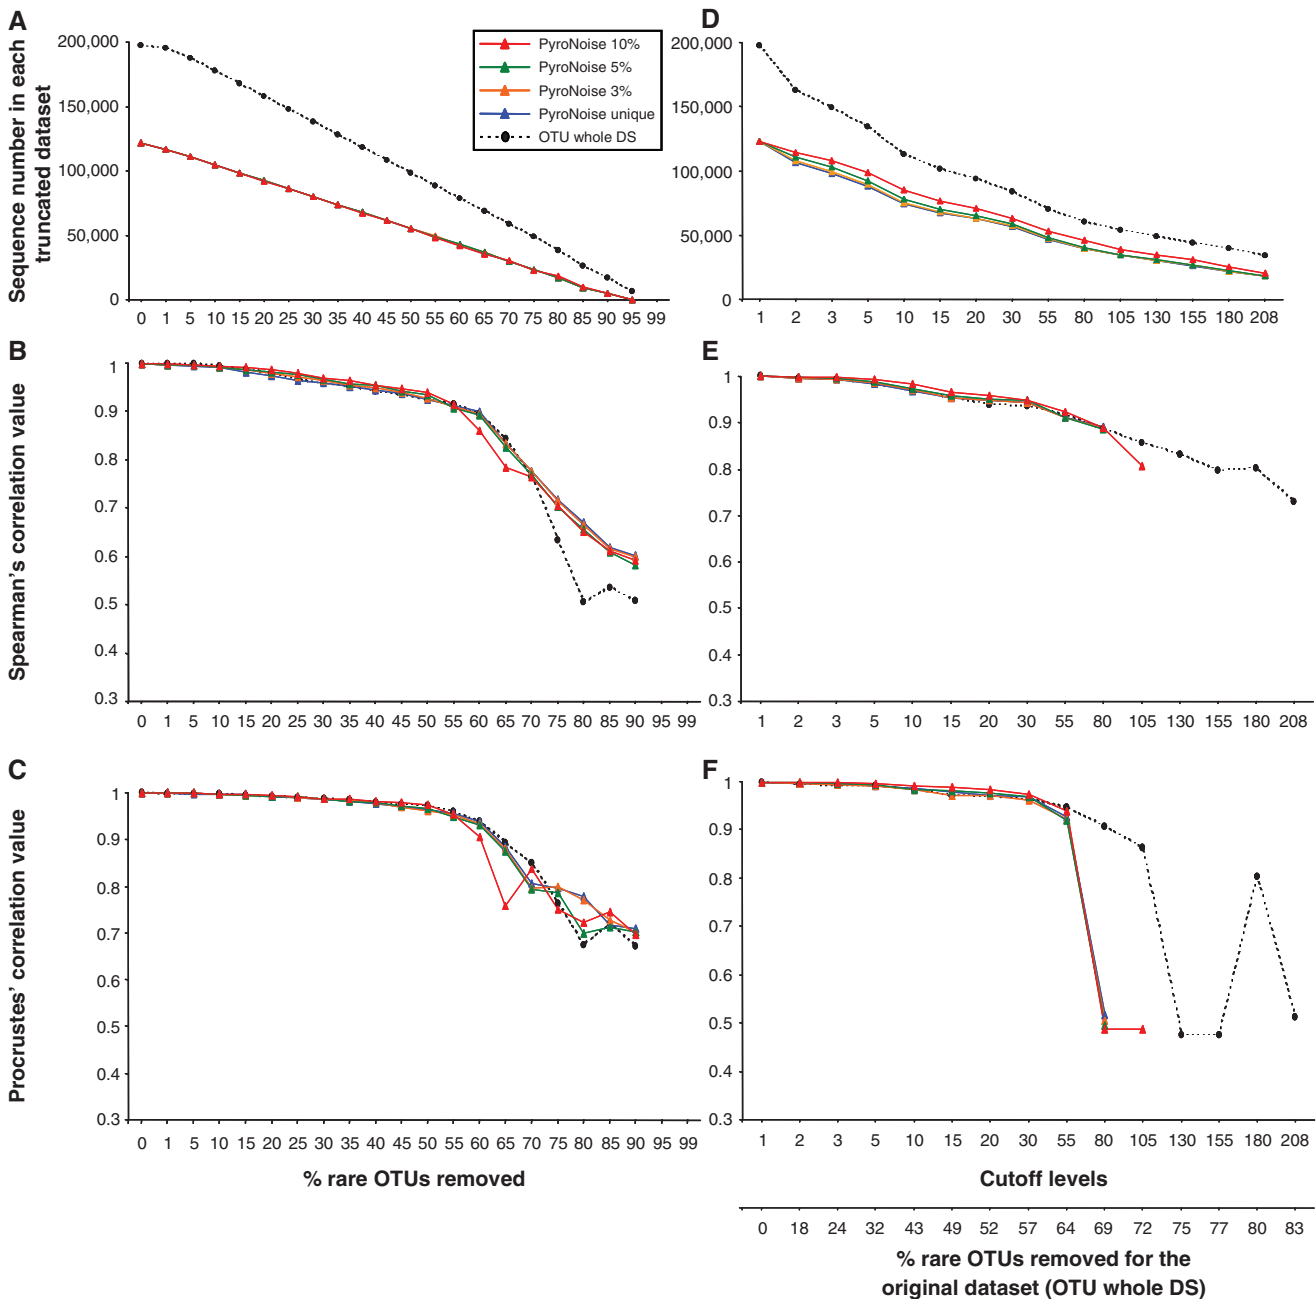 A
Sequence number in each
truncated dataset
200,000
150,000
100,000
50,000
0
0 1 5 10 15 20 25 30 35 40 45 50 55 60 65 70 75 80 85 90 95 99
PyroNoise 10%
PyroNoise 5%
PyroNoise 3%
PyroNoise unique
OTU whole DS
D
200,000
150,000
100,000
50,000
0
1 2 3 5 10 15 20 30 55 80 105 130 155 180 208
B
Spearman's correlation value
1
0.9
0.8
0.7
0.6
0.5
0.4
0.3
0 1 5 10 15 20 25 30 35 40 45 50 55 60 65 70 75 80 85 90 95 99
E
1
0.9
0.8
0.7
0.6
0.5
0.4
0.3
1 2 3 5 10 15 20 30 55 80 105 130 155 180 208
C
Procrustes' correlation value
1
0.9
0.8
0.7
0.6
0.5
0.4
0.3
0 1 5 10 15 20 25 30 35 40 45 50 55 60 65 70 75 80 85 90 95 99
% rare OTUs removed
F
1
0.9
0.8
0.7
0.6
0.5
0.4
0.3
1 2 3 5 10 15 20 30 55 80 105 130 155 180 208
Cutoff levels
0 18 24 32 43 49 52 57 64 69 72 75 77 80 83
% rare OTUs removed for the
original dataset (OTU whole DS)